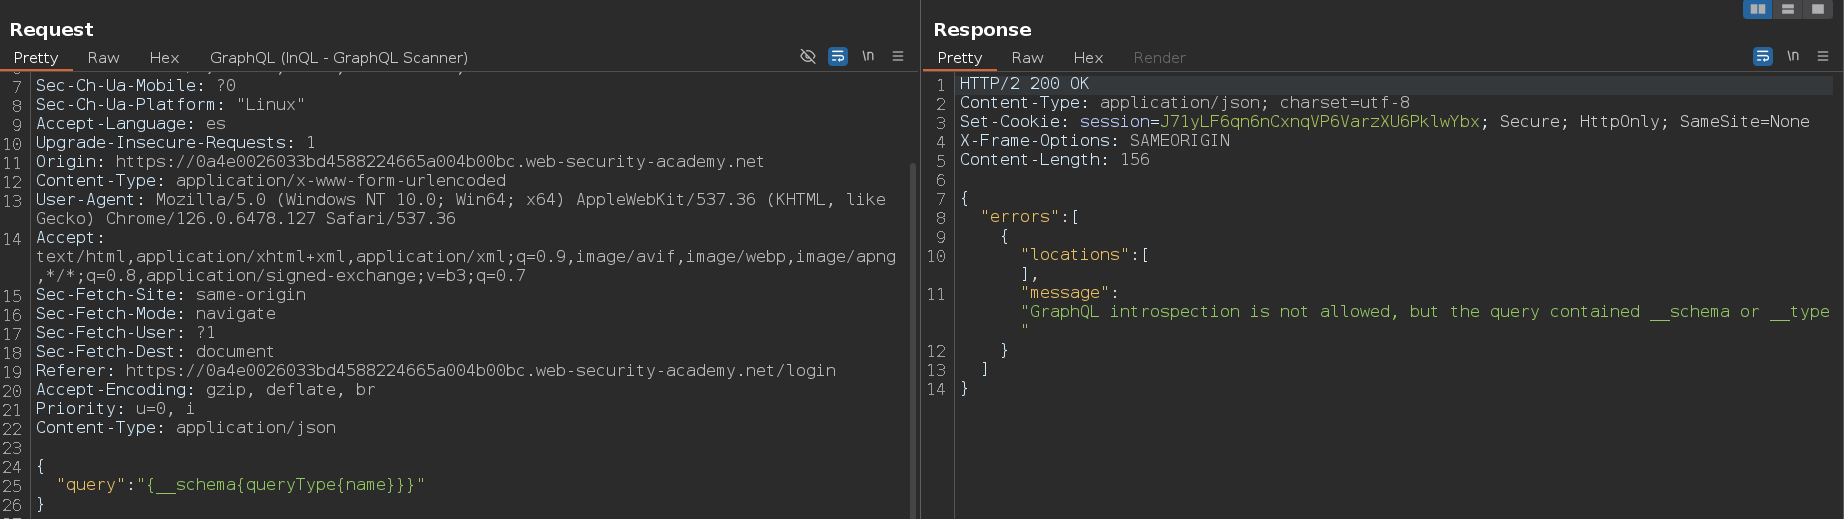 Request
Pretty Raw Hex GraphQL (InQL - GraphQL Scanner) \n
7 Sec-Ch-Ua-Mobile: ?0
8 Sec-Ch-Ua-Platform: "Linux"
9 Accept-Language: es
10 Upgrade-Insecure-Requests: 1
11 Origin: https://0a4e0026033bd4588224665a004b00bc.web-security-academy.net
12 Content-Type: application/x-www-form-urlencoded
13 User-Agent: Mozilla/5.0 (Windows NT 10.0; Win64; x64) AppleWebKit/537.36 (KHTML, like
Gecko) Chrome/126.0.6478.127 Safari/537.36
14 Accept:
text/html,application/xhtml+xml,application/xml;q=0.9,image/avif,image/webp,image/apng
,*/*;q=0.8,application/signed-exchange;v=b3;q=0.7
15 Sec-Fetch-Site: same-origin
16 Sec-Fetch-Mode: navigate
17 Sec-Fetch-User: ?1
18 Sec-Fetch-Dest: document
19 Referer: https://0a4e0026033bd4588224665a004b00bc.web-security-academy.net/login
20 Accept-Encoding: gzip, deflate, br
21 Priority: u=0, i
22 Content-Type: application/json
23
24 {
25 "query":"{__schema{queryType{name}}}"
26 }
Response
Pretty Raw Hex Render \n
1 HTTP/2 200 OK
2 Content-Type: application/json; charset=utf-8
3 Set-Cookie: session=J71yLF6qn6nCxnqVP6VarzXU6PklwYbx; Secure; HttpOnly; SameSite=None
4 X-Frame-Options: SAMEORIGIN
5 Content-Length: 156
6
7 {
8 "errors":[
9 {
10 "locations":[
],
11 "message":
"GraphQL introspection is not allowed, but the query contained __schema or __type
"
12 }
13 ]
14 }